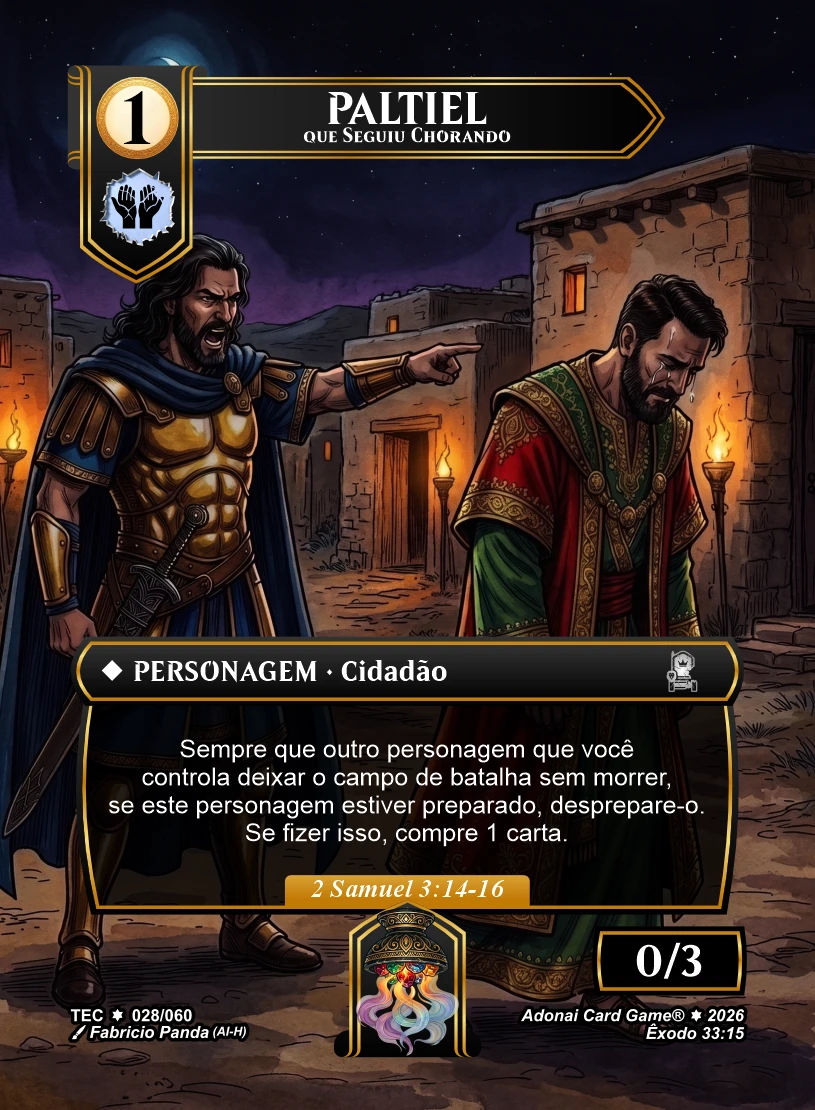 1
PALTIEL
QUE SEGUIU CHORANDO
◆ PERSONAGEM · Cidadão
Sempre que outro personagem que você
controla deixar o campo de batalha sem morrer,
se este personagem estiver preparado, desprepare-o.
Se fizer isso, compre 1 carta.
2 Samuel 3:14-16
0/3
TEC ✶ 028/060
Fabricio Panda (AI-H)
Adonai Card Game® ✶ 2026
Êxodo 33:15